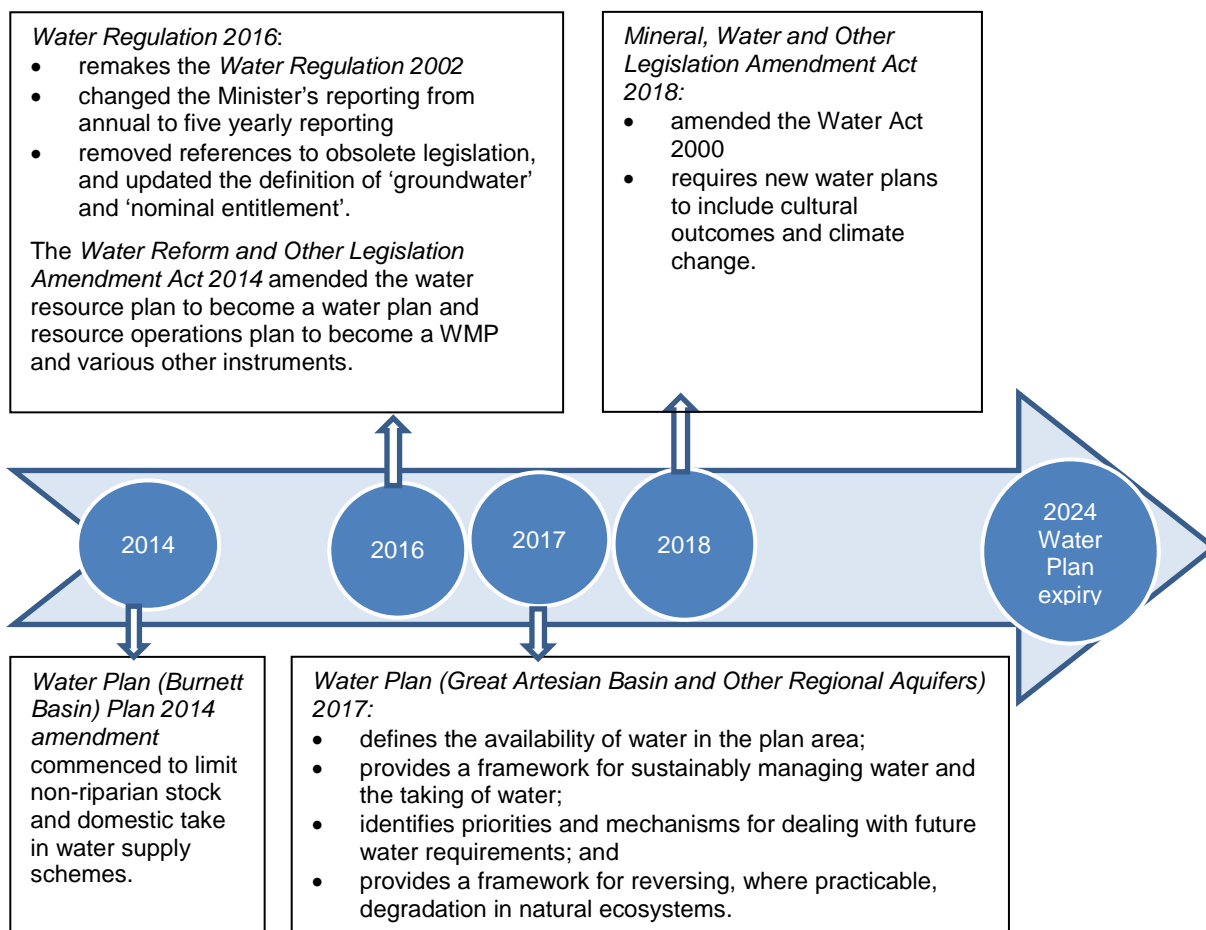 Water Regulation 2016:
• remakes the Water Regulation 2002
• changed the Minister’s reporting from
annual to five yearly reporting
• removed references to obsolete legislation,
and updated the definition of ‘groundwater’
and ‘nominal entitlement’.
The Water Reform and Other Legislation
Amendment Act 2014 amended the water
resource plan to become a water plan and
resource operations plan to become a WMP
and various other instruments.
Mineral, Water and Other
Legislation Amendment Act
2018:
• amended the Water Act
2000
• requires new water plans
to include cultural
outcomes and climate
change.
2014
2016
2017
2018
2024
Water
Plan
expiry
Water Plan (Burnett
Basin) Plan 2014
amendment
commenced to limit
non-riparian stock
and domestic take
in water supply
schemes.
Water Plan (Great Artesian Basin and Other Regional Aquifers)
2017:
• defines the availability of water in the plan area;
• provides a framework for sustainably managing water and
the taking of water;
• identifies priorities and mechanisms for dealing with future
water requirements; and
• provides a framework for reversing, where practicable,
degradation in natural ecosystems.